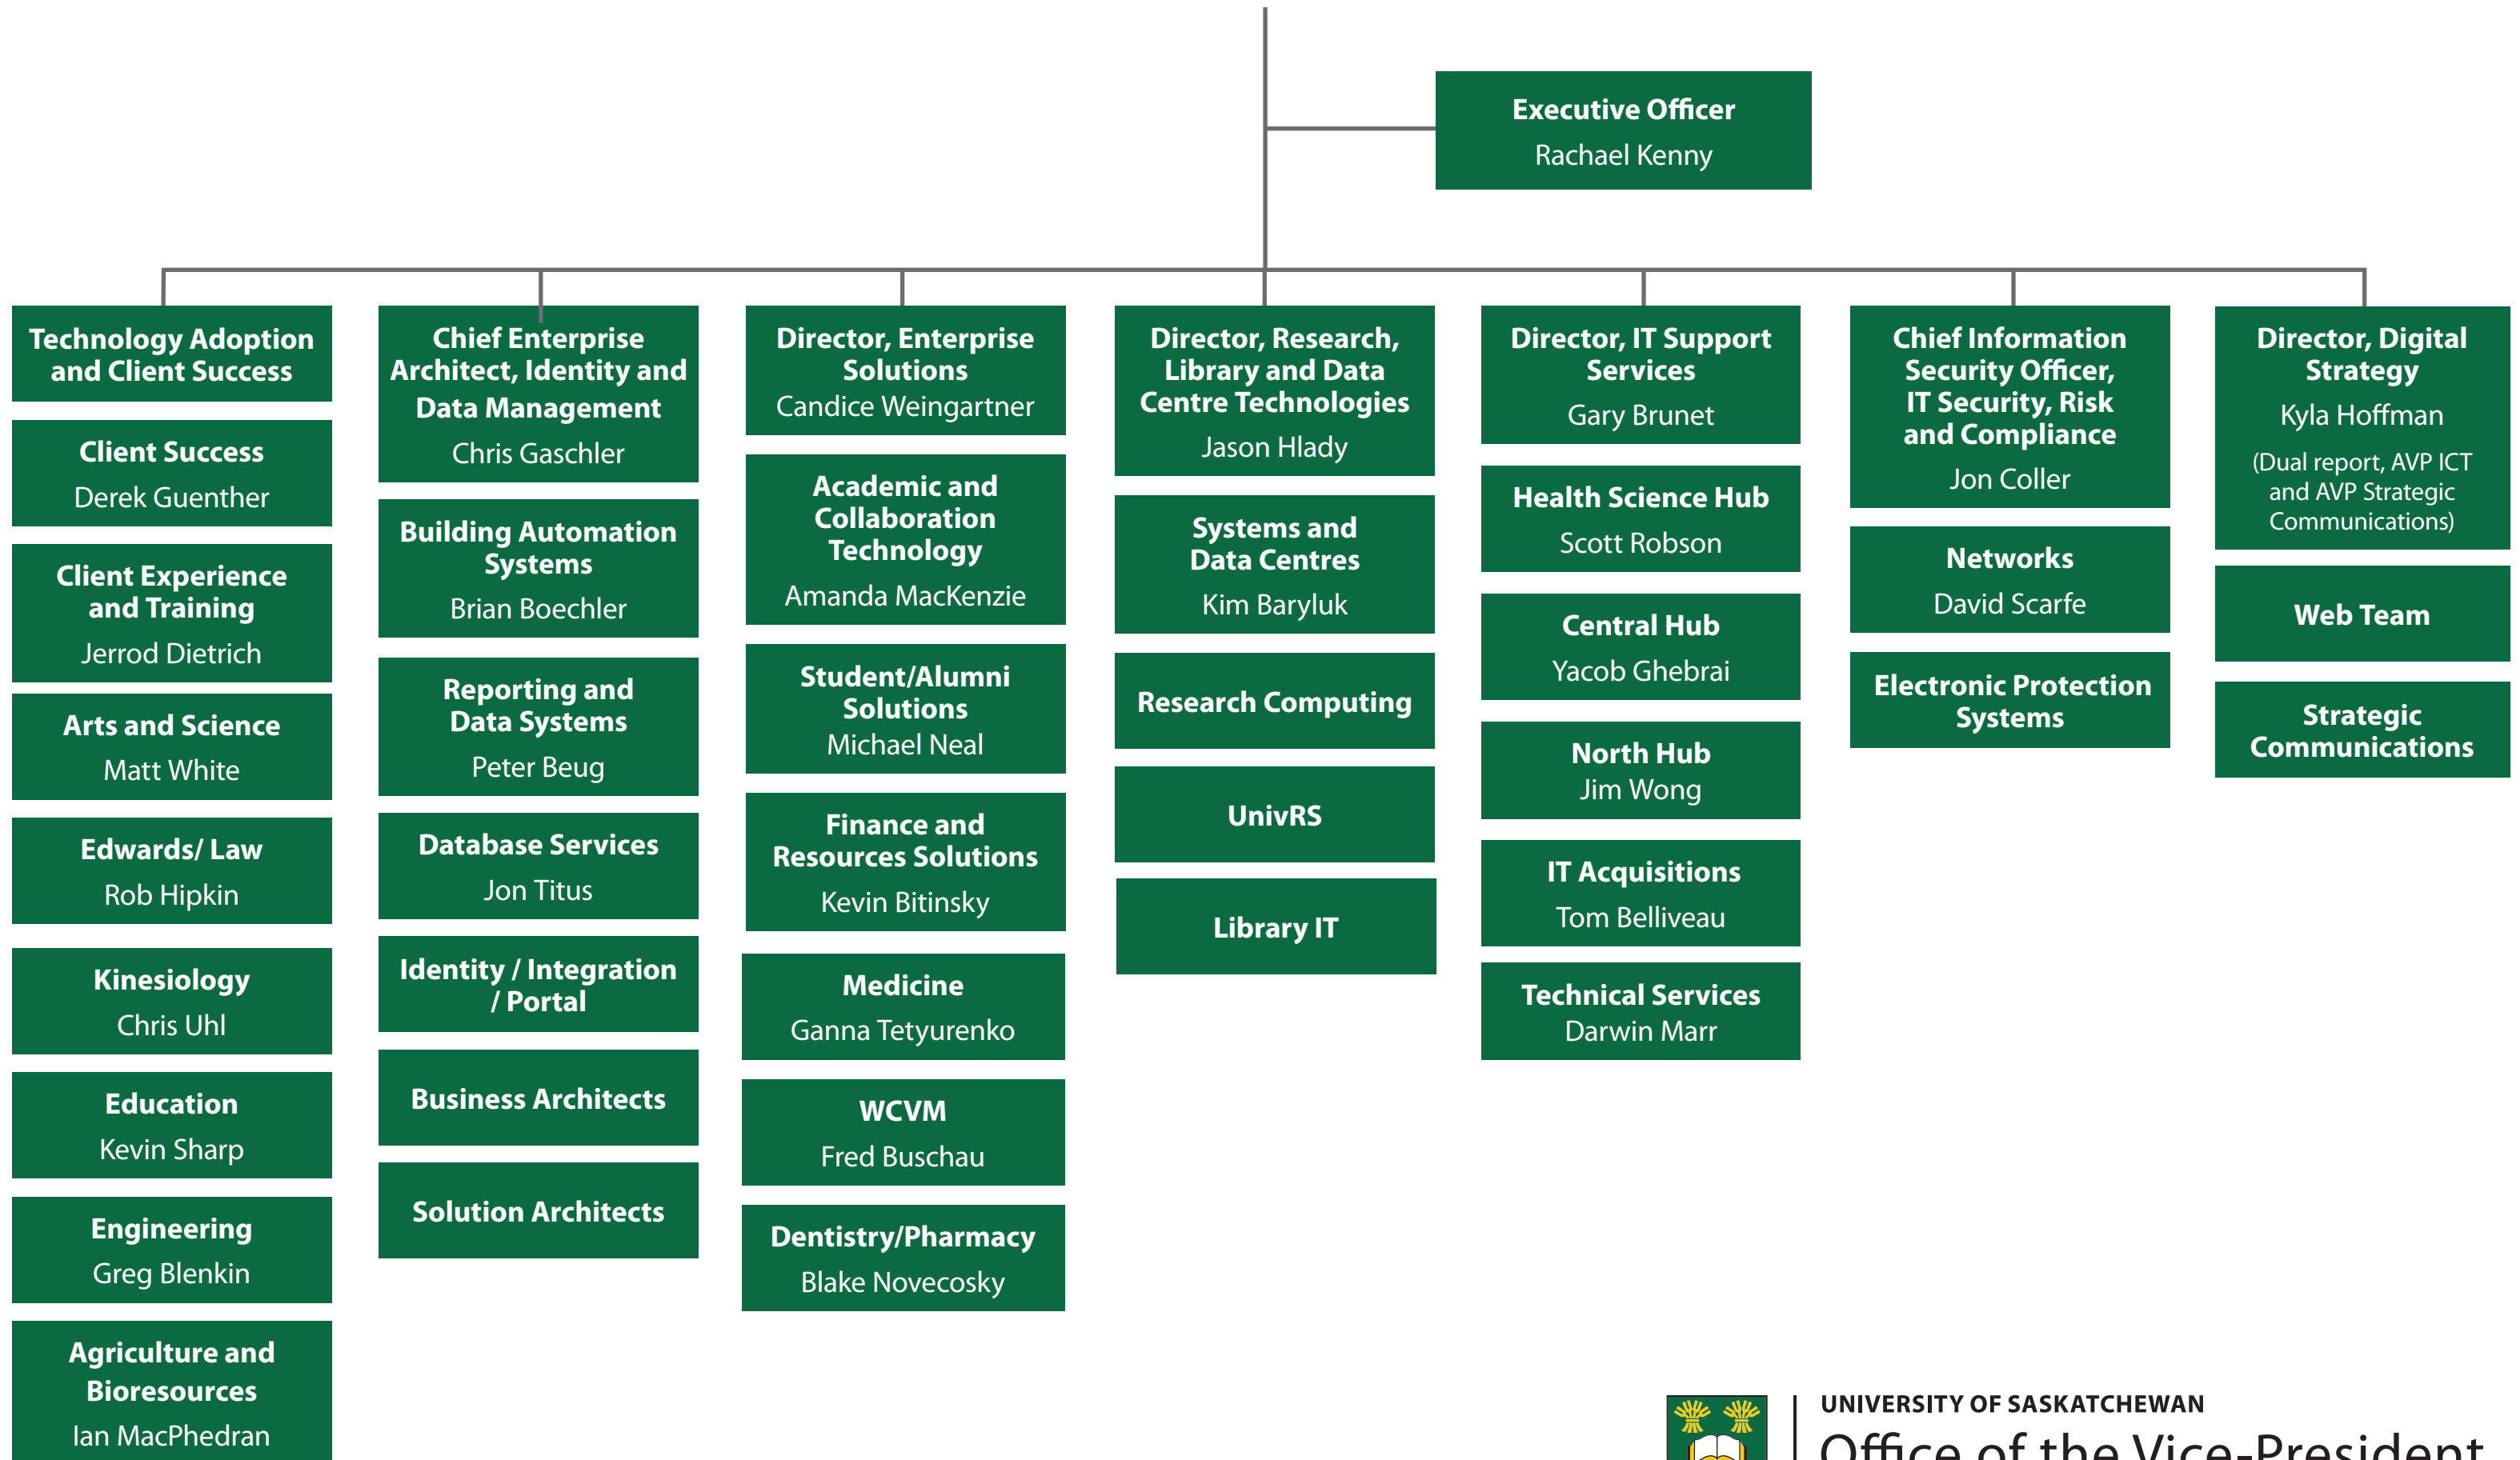 Executive Officer
Rachael Kenny
Technology Adoption
and Client Success
Client Success
Derek Guenther
Client Experience
and Training
Jerrod Dietrich
Arts and Science
Matt White
Edwards/ Law
Rob Hipkin
Kinesiology
Chris Uhl
Education
Kevin Sharp
Engineering
Greg Blenkin
Agriculture and
Bioresources
Ian MacPhedran
Chief Enterprise
Architect, Identity and
Data Management
Chris Gaschler
Building Automation
Systems
Brian Boechler
Reporting and
Data Systems
Peter Beug
Database Services
Jon Titus
Identity / Integration
/ Portal
Business Architects
Solution Architects
Director, Enterprise
Solutions
Candice Weingartner
Academic and
Collaboration
Technology
Amanda MacKenzie
Student/Alumni
Solutions
Michael Neal
Finance and
Resources Solutions
Kevin Bitinsky
Medicine
Ganna Tetyurenko
WCVM
Fred Buschau
Dentistry/Pharmacy
Blake Novecosky
Director, Research,
Library and Data
Centre Technologies
Jason Hlady
Systems and
Data Centres
Kim Baryluk
Research Computing
UnivRS
Library IT
Director, IT Support
Services
Gary Brunet
Health Science Hub
Scott Robson
Central Hub
Yacob Ghebrai
North Hub
Jim Wong
IT Acquisitions
Tom Belliveau
Technical Services
Darwin Marr
Chief Information
Security Officer,
IT Security, Risk
and Compliance
Jon Coller
Networks
David Scarfe
Electronic Protection
Systems
Director, Digital
Strategy
Kyla Hoffman
(Dual report, AVP ICT
and AVP Strategic
Communications)
Web Team
Strategic
Communications
UNIVERSITY OF SASKATCHEWAN
Office of the Vice-President